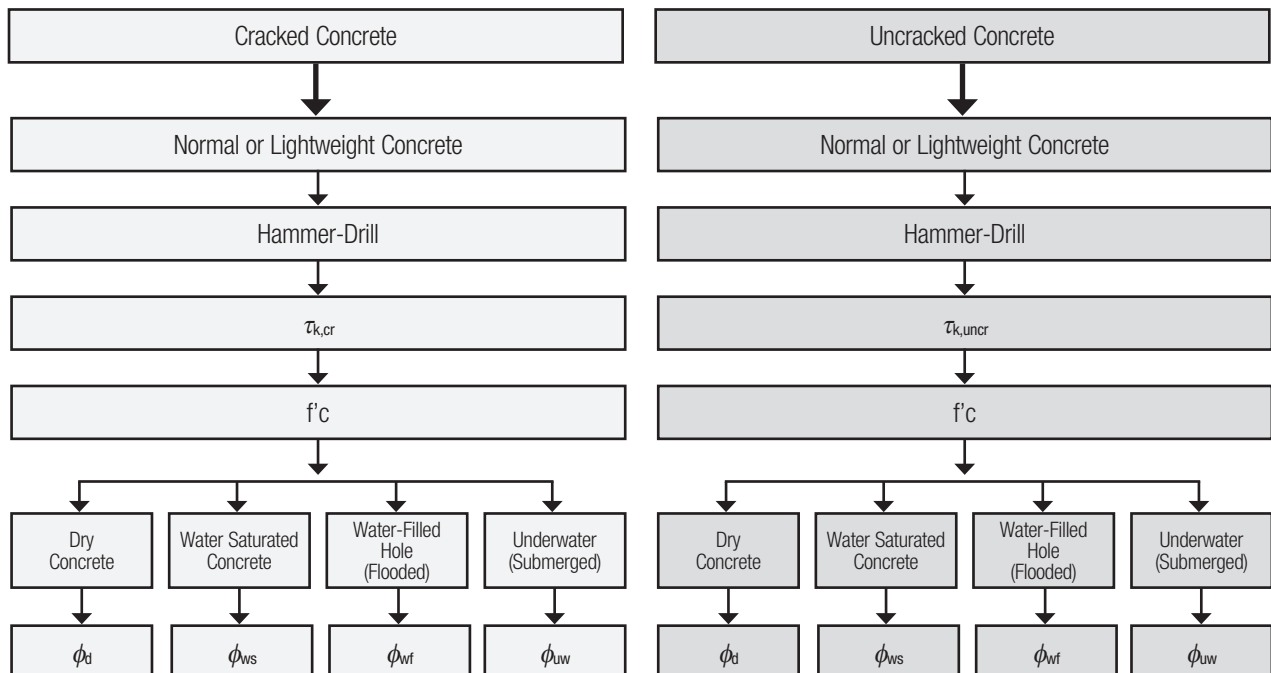 Cracked Concrete
Normal or Lightweight Concrete
Hammer-Drill
τk,cr
f'c
Dry
Concrete
Water Saturated
Concrete
Water-Filled
Hole
(Flooded)
Underwater
(Submerged)
ϕd
ϕws
ϕwf
ϕuw
Uncracked Concrete
Normal or Lightweight Concrete
Hammer-Drill
τk,uncr
f'c
Dry
Concrete
Water Saturated
Concrete
Water-Filled
Hole
(Flooded)
Underwater
(Submerged)
ϕd
ϕws
ϕwf
ϕuw